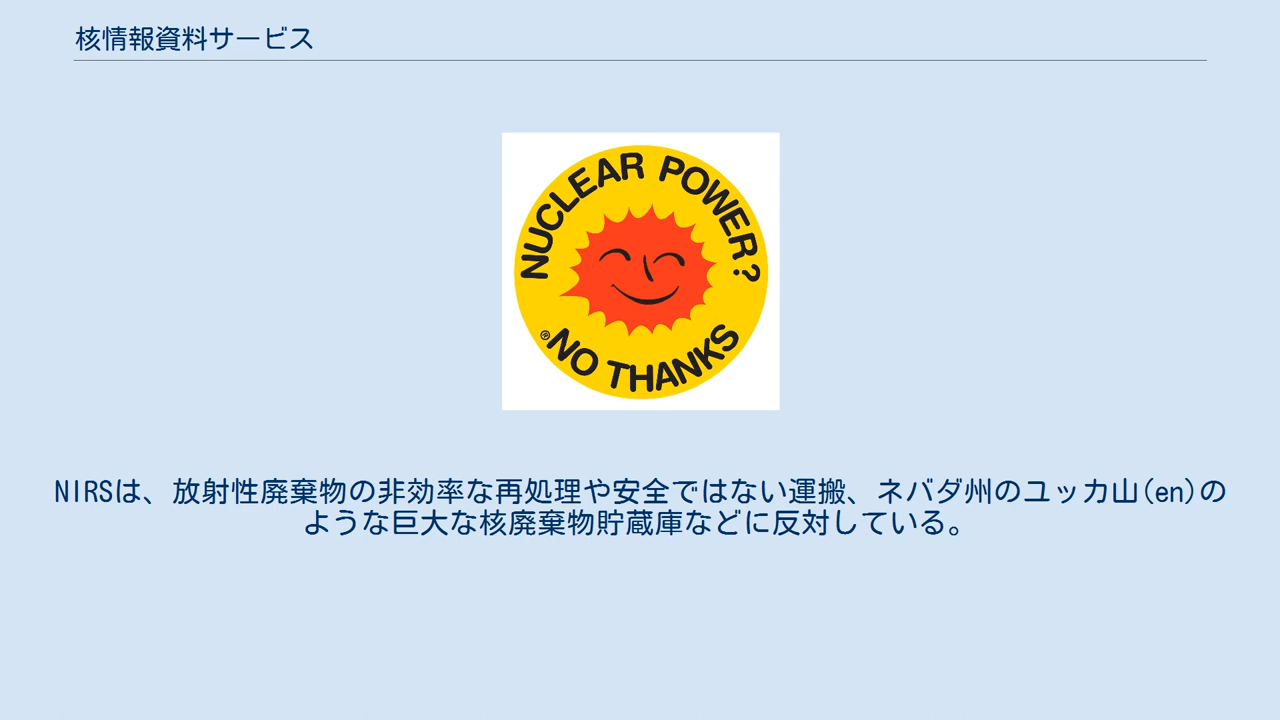 核情報資料サービス
NUCLEAR POWER?
® NO THANKS
NIRSは、放射性廃棄物の非効率な再処理や安全ではない運搬、ネバダ州のユッカ山(en)の
ような巨大な核廃棄物貯蔵庫などに反対している。